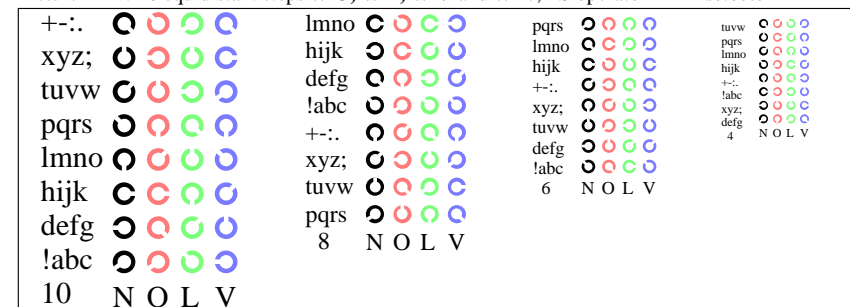 +-:.
xyz;
tuvw
pqrs
lmno
hijk
defg
!abc
10 N O L V
lmno
hijk
defg
!abc
+-:.
xyz;
tuvw
pqrs
8 N O L V
pqrs
lmno
hijk
+-:.
xyz;
tuvw
defg
!abc
6 N O L V
tuvw
pqrs
lmno
hijk
+-:.
!abc
xyz;
defg
4 N O L V